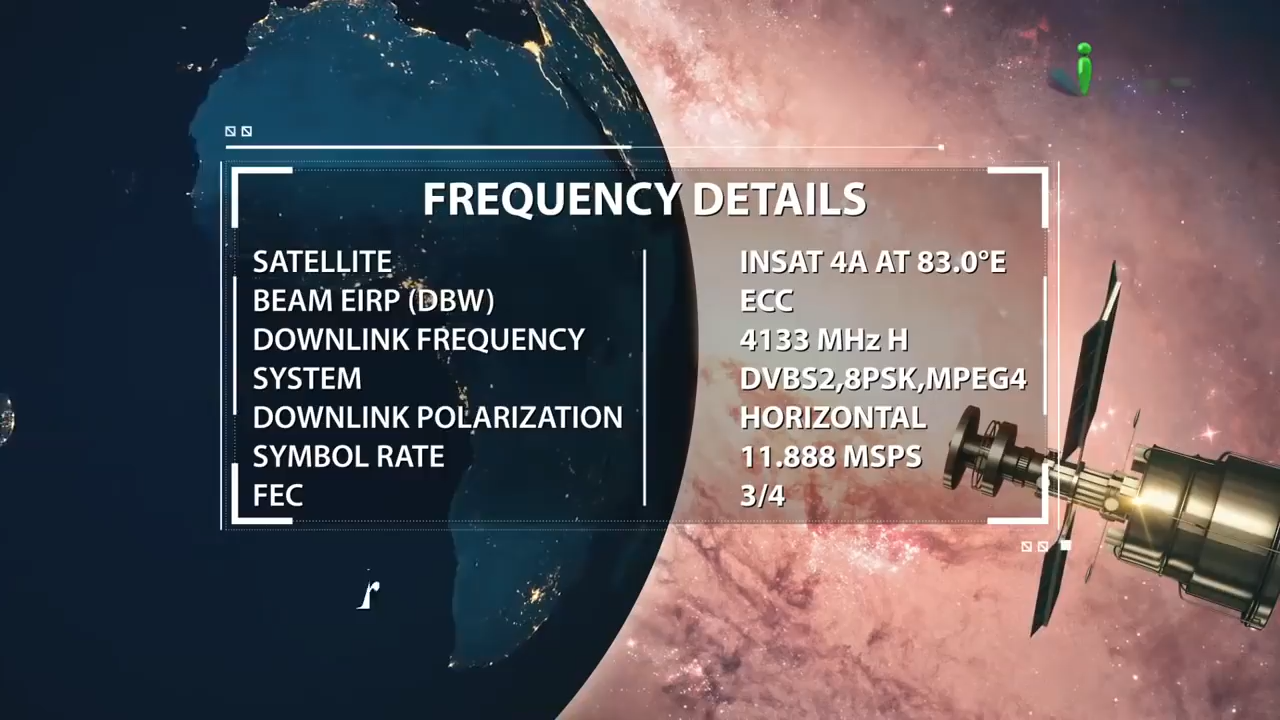 FREQUENCY DETAILS
SATELLITE INSAT 4A AT 83.0°E
BEAM EIRP (DBW) ECC
DOWNLINK FREQUENCY 4133 MHz H
SYSTEM DVBS2,8PSK,MPEG4
DOWNLINK POLARIZATION HORIZONTAL
SYMBOL RATE 11.888 MSPS
FEC 3/4